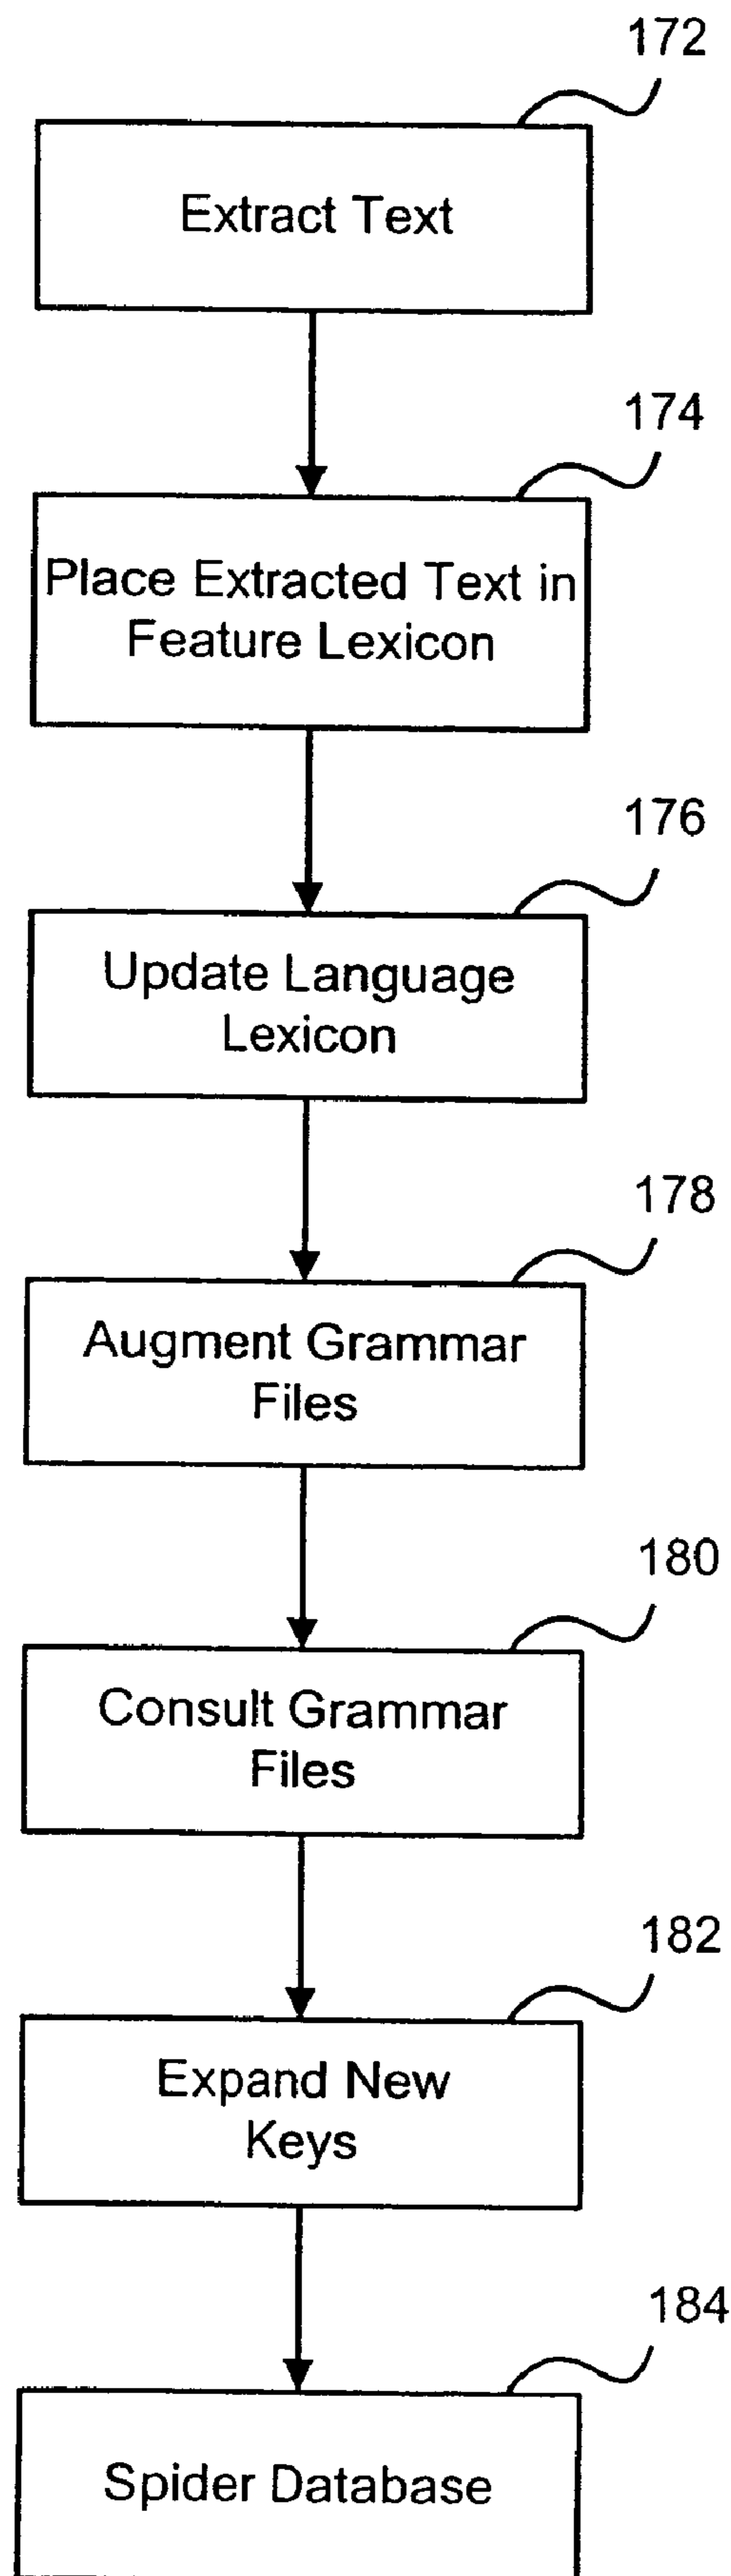 172
Extract Text
174
Place Extracted Text in
Feature Lexicon
176
Update Language
Lexicon
178
Augment Grammar
Files
180
Consult Grammar
Files
182
Expand New
Keys
184
Spider Database